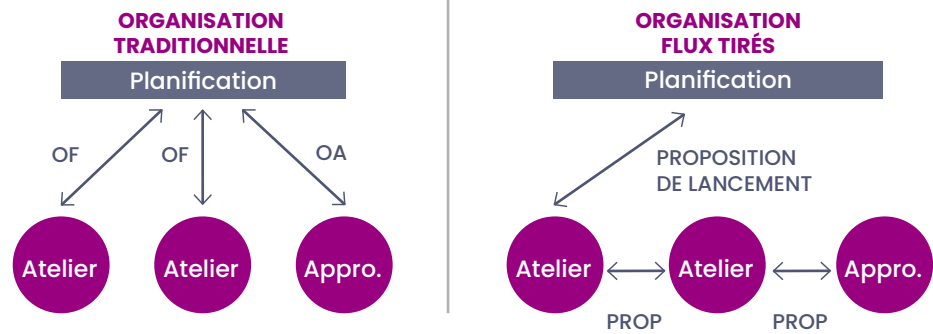 ORGANISATION
TRADITIONNELLE
Planification
OF
OF
OA
Atelier
Atelier
Appro.
ORGANISATION
FLUX TIRÉS
Planification
PROPOSITION
DE LANCEMENT
Atelier
Atelier
Appro.
PROP
PROP